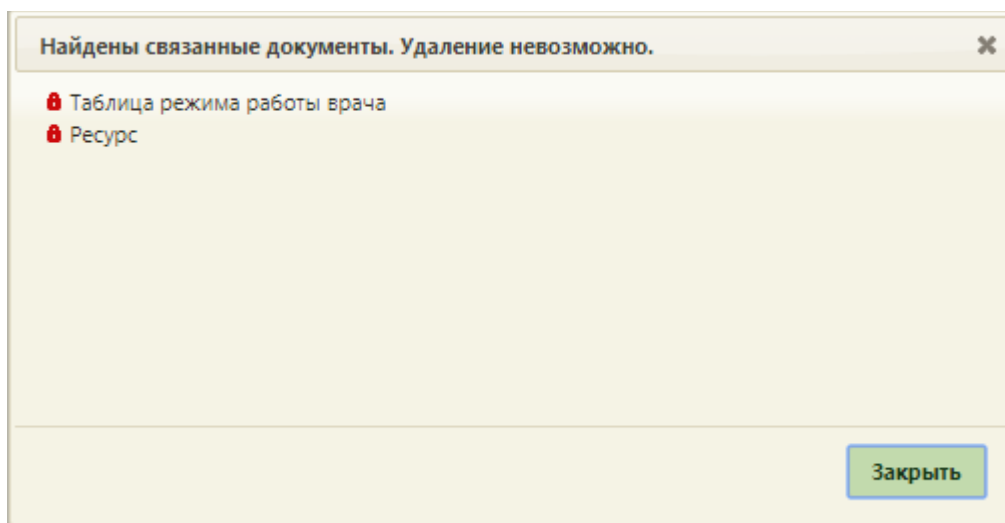 Найдены связанные документы. Удаление невозможно.
Таблица режима работы врача
Ресурс
Закрыть